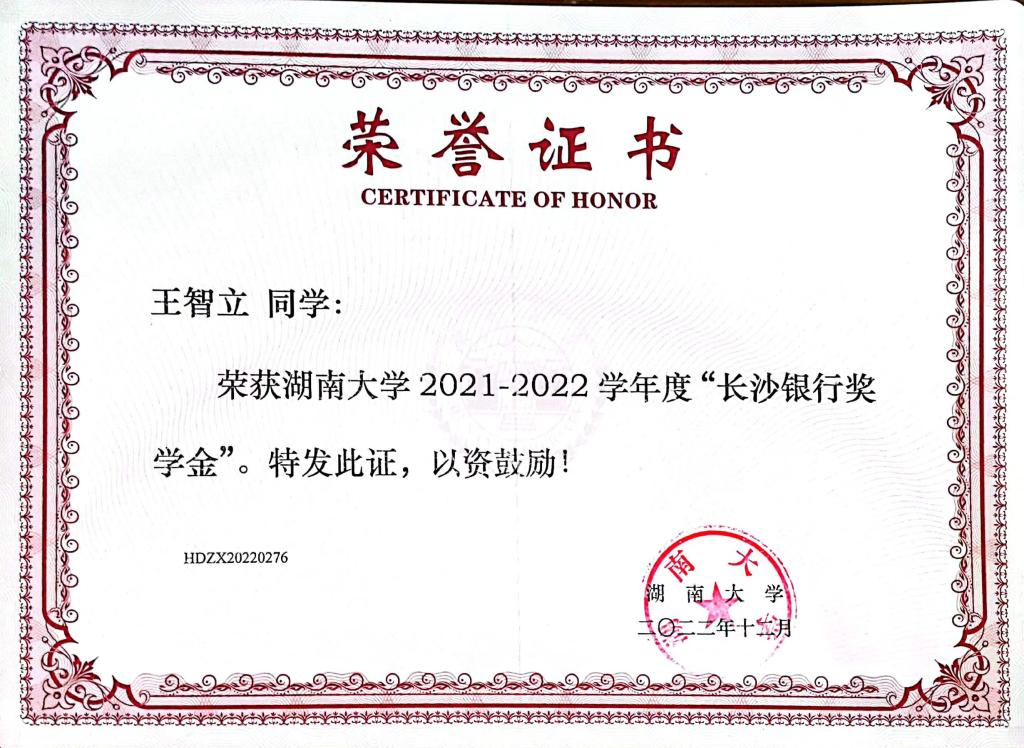 荣誉证书
CERTIFICATE OF HONOR
王智立 同学：
荣获湖南大学 2021-2022 学年度“长沙银行奖
学金”。特发此证，以资鼓励！
HDZX20220276
湖南大学
湖南大学
二〇二二年十二月